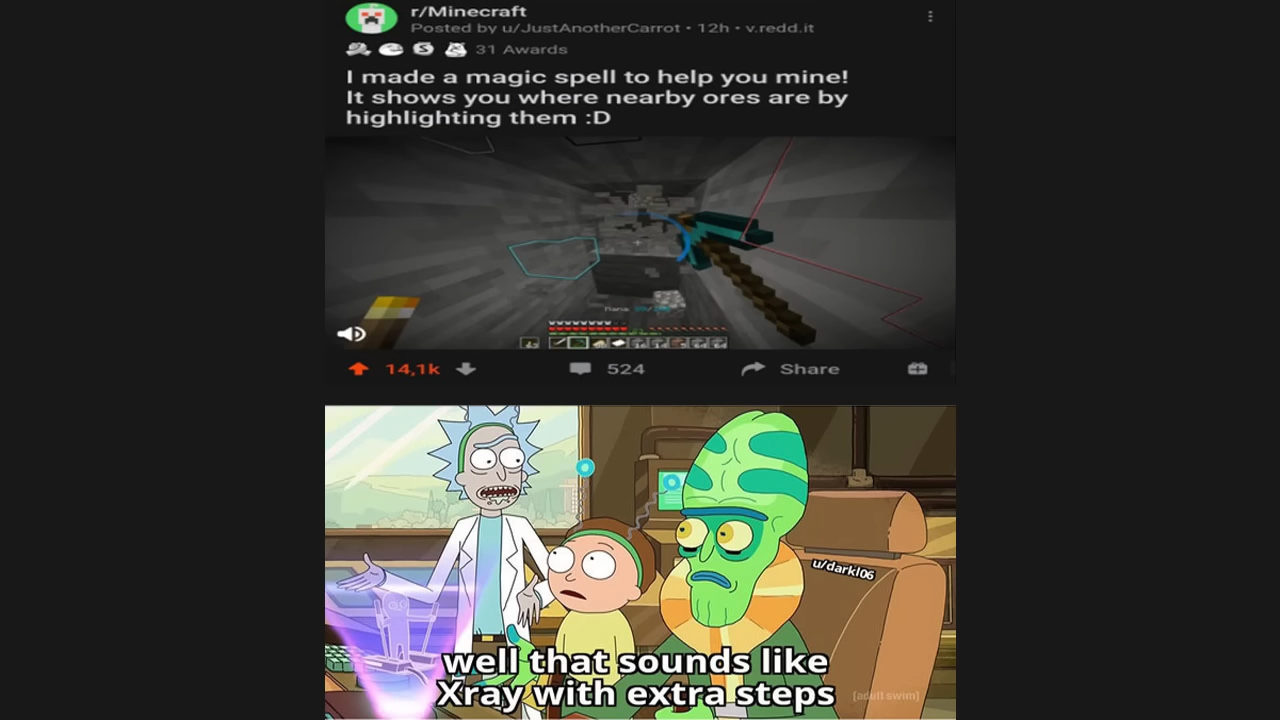 r/Minecraft
Posted by u/JustAnotherCarrot • 12h • v.redd.it
31 Awards
I made a magic spell to help you mine!
It shows you where nearby ores are by
highlighting them :D
14,1k
524
Share
u/darkl06
well that sounds like
Xray with extra steps
[adult swim]